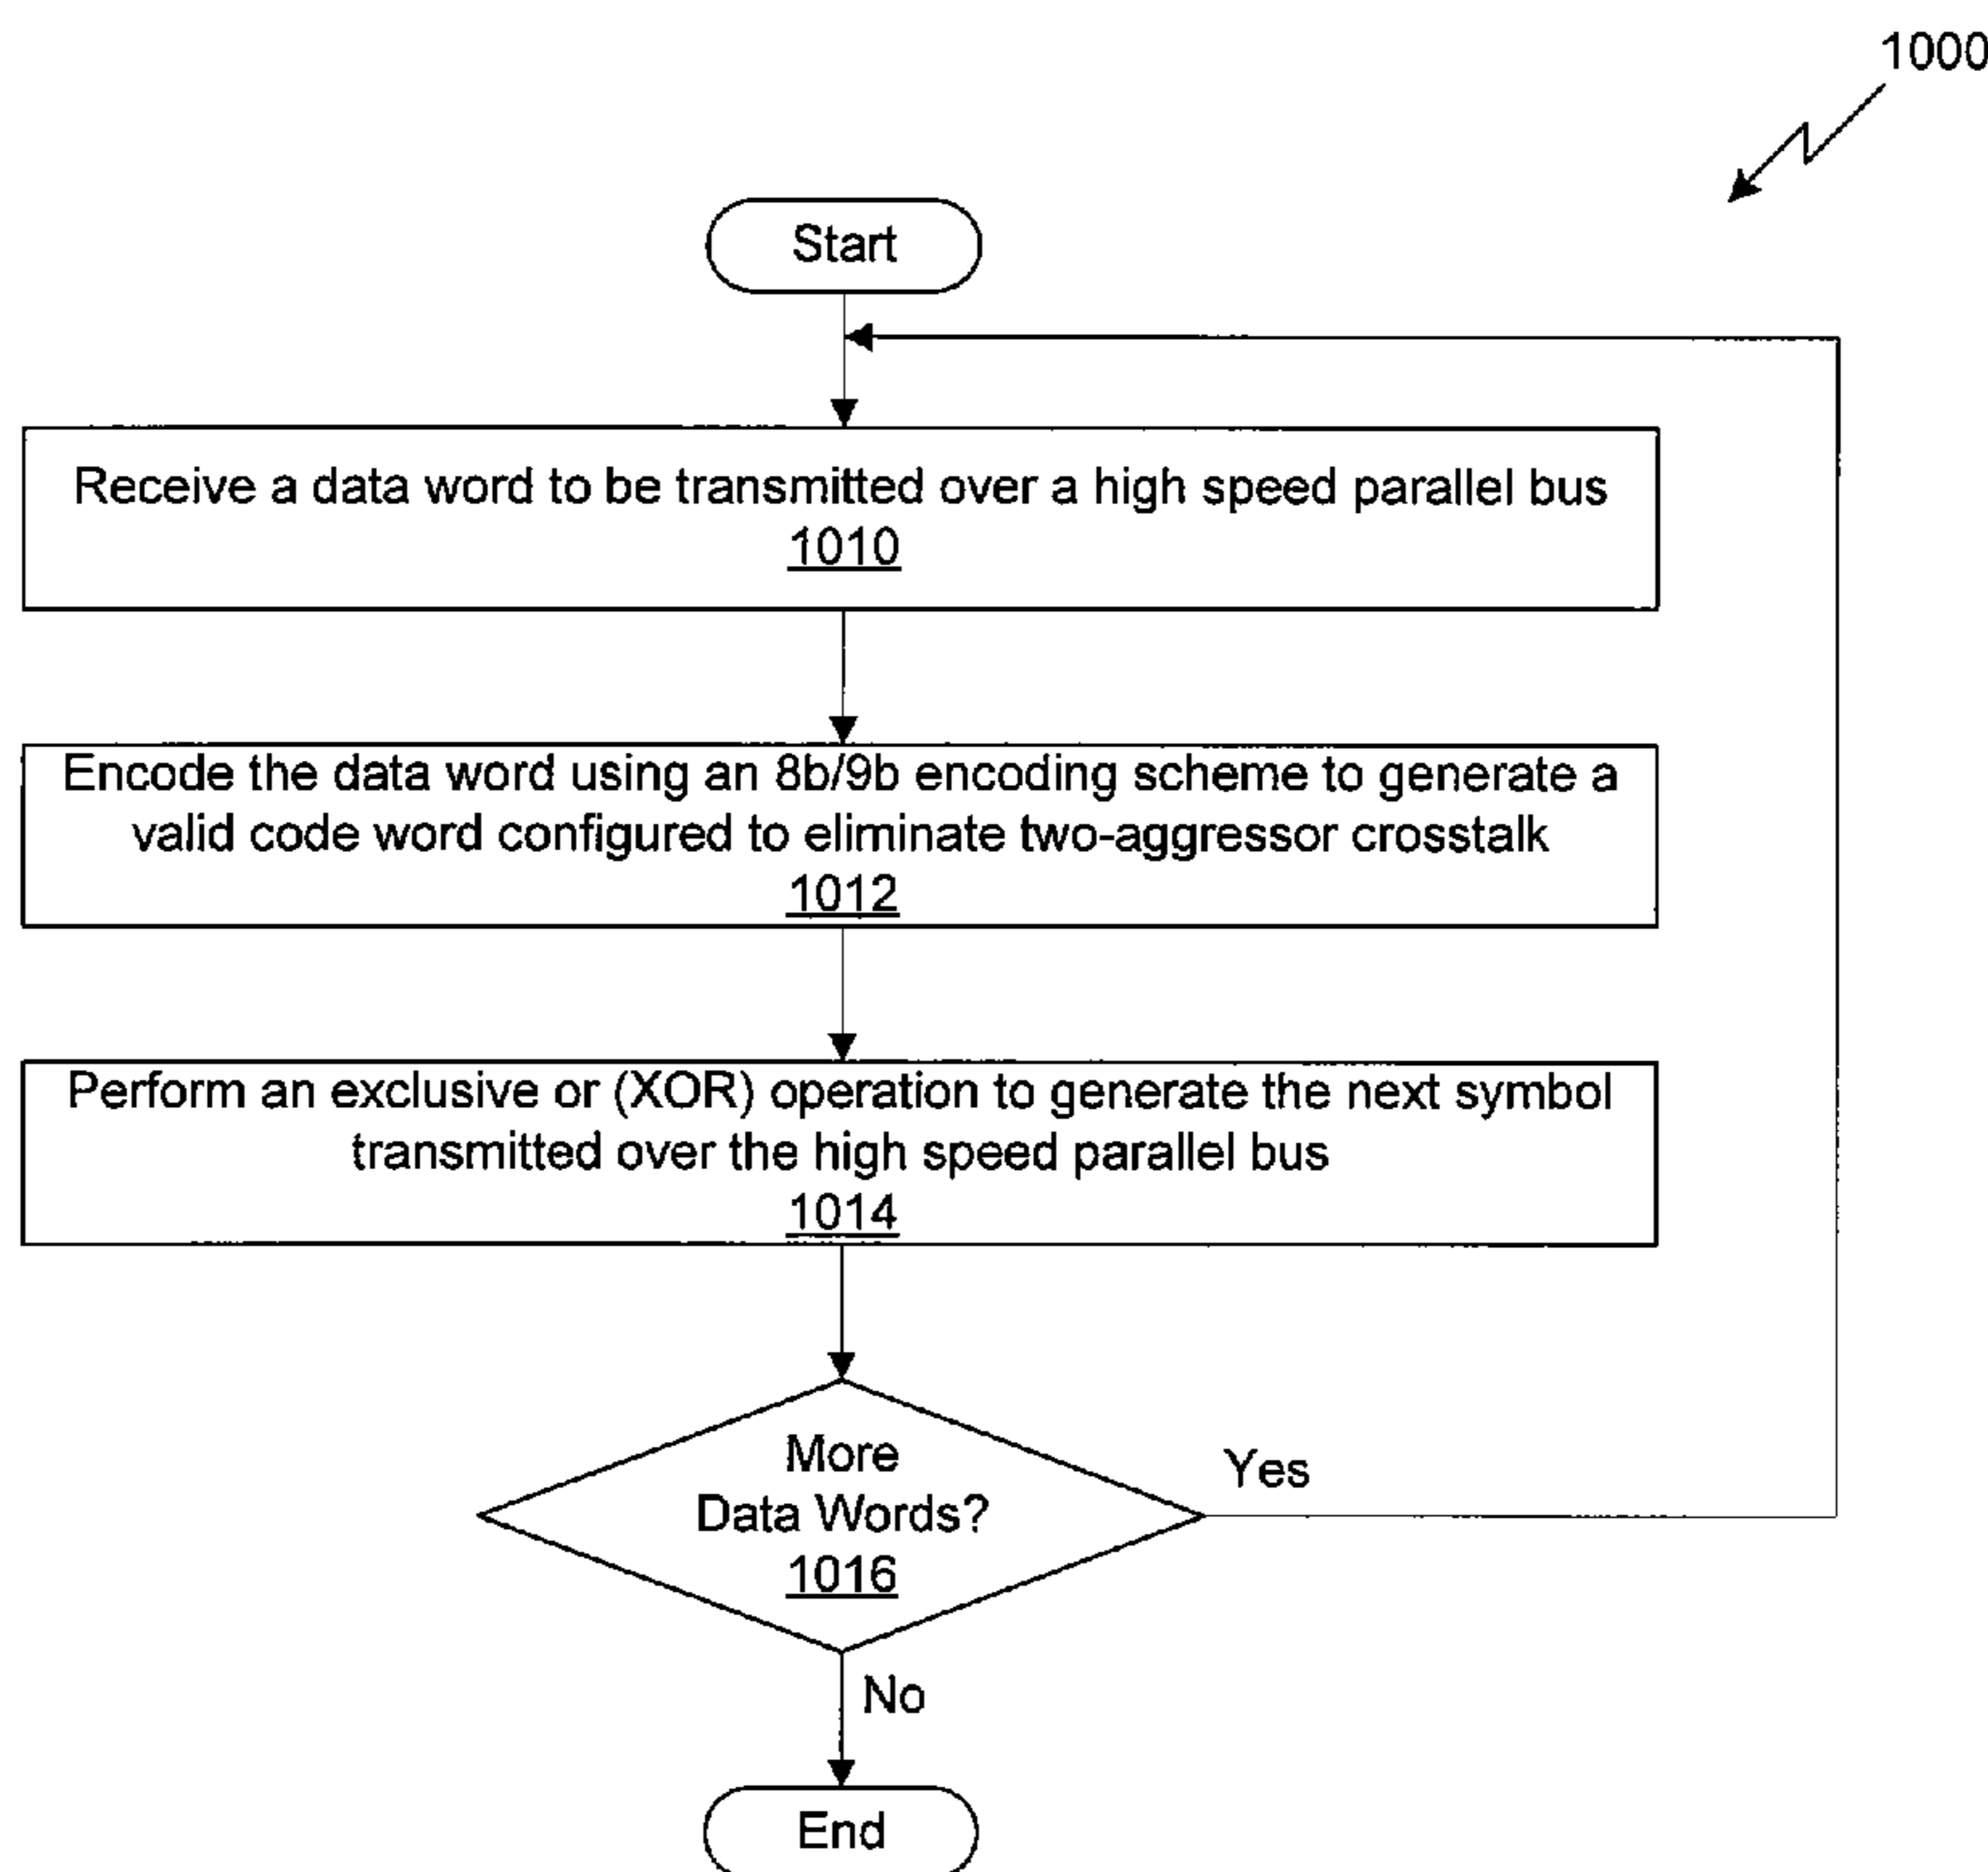 1000
Start
Receive a data word to be transmitted over a high speed parallel bus
1010
Encode the data word using an 8b/9b encoding scheme to generate a
valid code word configured to eliminate two-aggressor crosstalk
1012
Perform an exclusive or (XOR) operation to generate the next symbol
transmitted over the high speed parallel bus
1014
More
Data Words?
1016
Yes
No
End